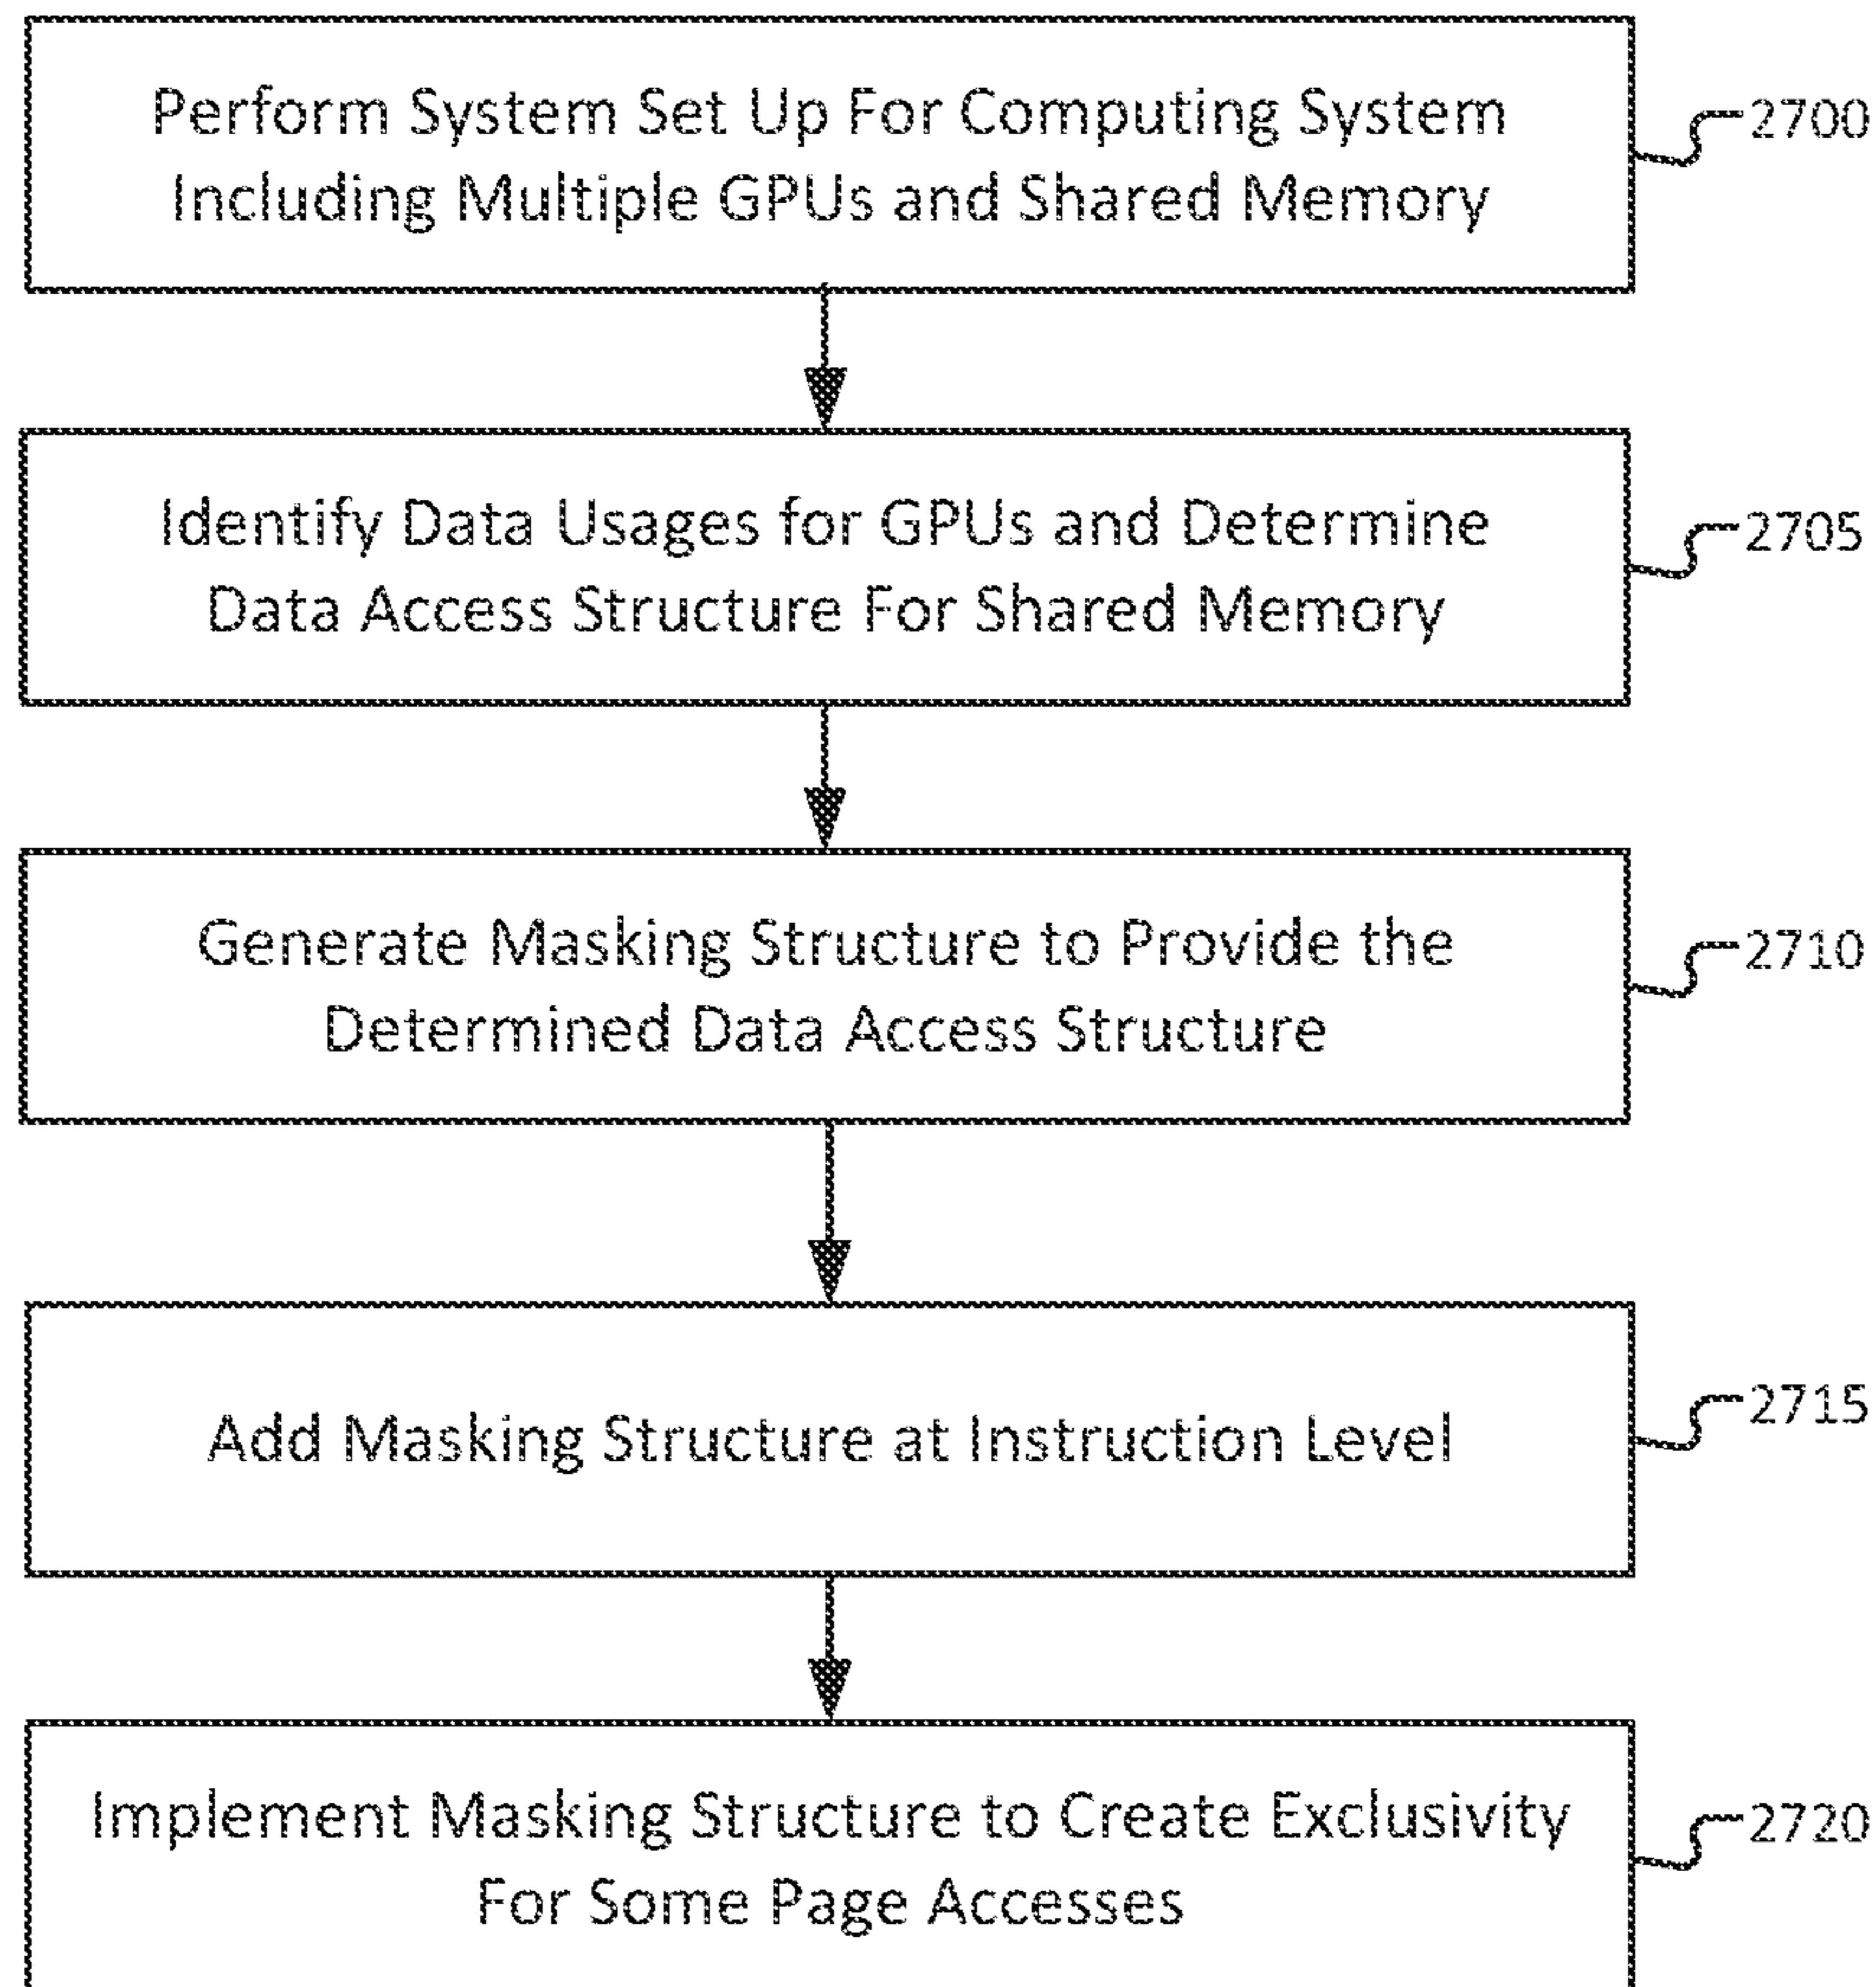 Perform System Set Up For Computing System
Including Multiple GPUs and Shared Memory
2700
Identify Data Usages for GPUs and Determine
Data Access Structure For Shared Memory
2705
Generate Masking Structure to Provide the
Determined Data Access Structure
2710
Add Masking Structure at Instruction Level
2715
Implement Masking Structure to Create Exclusivity
For Some Page Accesses
2720